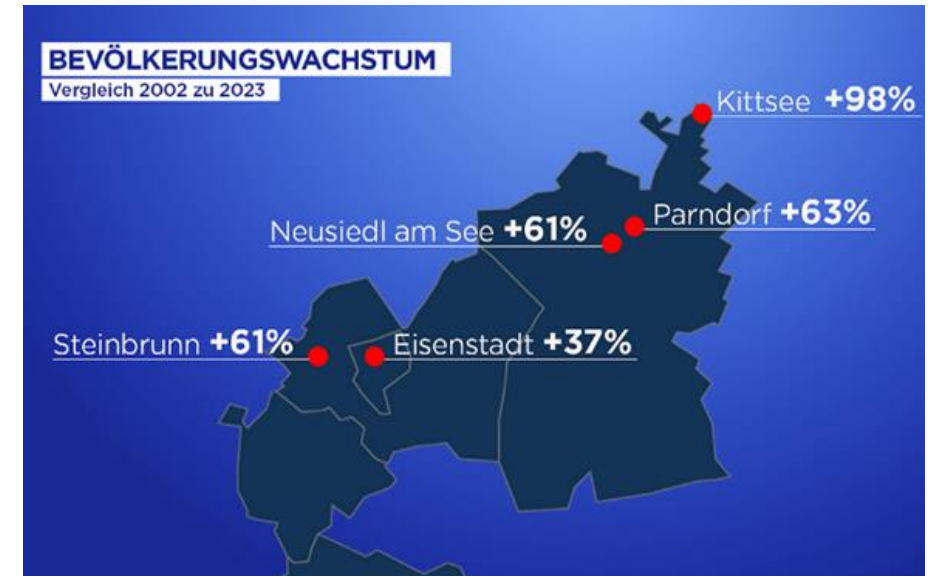 BEVÖLKERUNGSWACHSTUM
Vergleich 2002 zu 2023
Kittsee +98%
Parndorf +63%
Neusiedl am See +61%
Steinbrunn +61%
Eisenstadt +37%